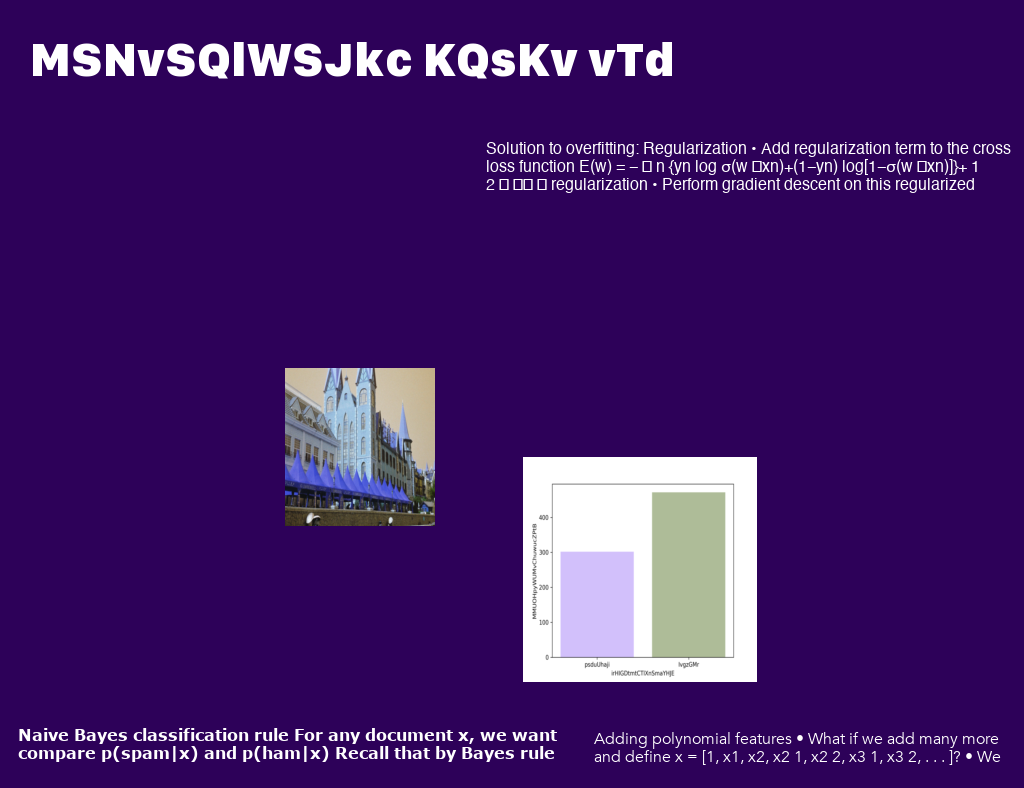 MSNvSQlWSJkc KQsKv vTd
Solution to overfitting: Regularization • Add regularization term to the cross
loss function E(w) = – □ n {yn log σ(w □xn)+(1–yn) log[1–σ(w □xn)]}+ 1
2 □ □□ □ regularization • Perform gradient descent on this regularized
400
300
200
100
0
psduUhaji
irHIGDtmtCTIXnSmaYHJE
Naive Bayes classification rule For any document x, we want
compare p(spam|x) and p(ham|x) Recall that by Bayes rule
Adding polynomial features • What if we add many more
and define x = [1, x1, x2, x2 1, x2 2, x3 1, x3 2, . . . ]? • We